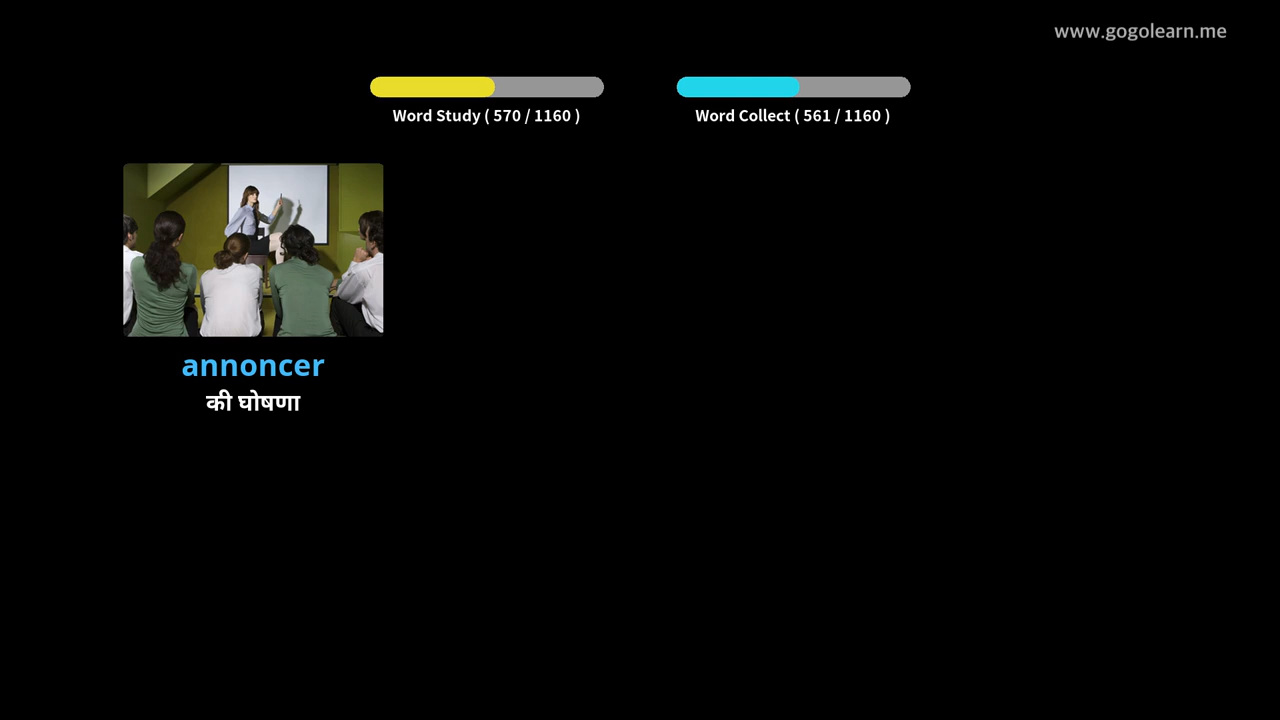 www.gogolearn.me
Word Study ( 570 / 1160 )
Word Collect ( 561 / 1160 )
annoncer
की घोषणा